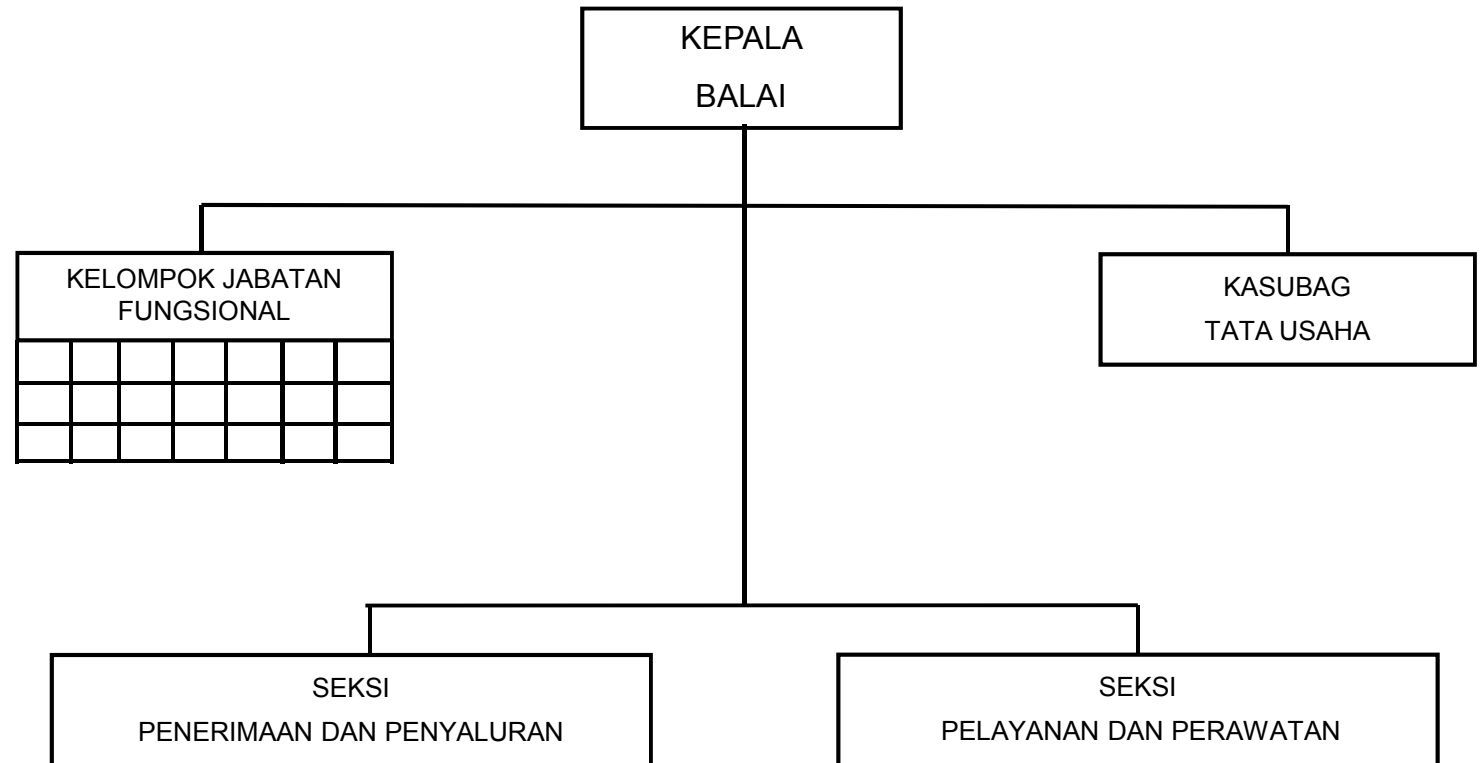 KEPALA
BALAI
KELOMPOK JABATAN
FUNGSIONAL
KASUBAG
TATA USAHA
SEKSI
PENERIMAAN DAN PENYALURAN
SEKSI
PELAYANAN DAN PERAWATAN